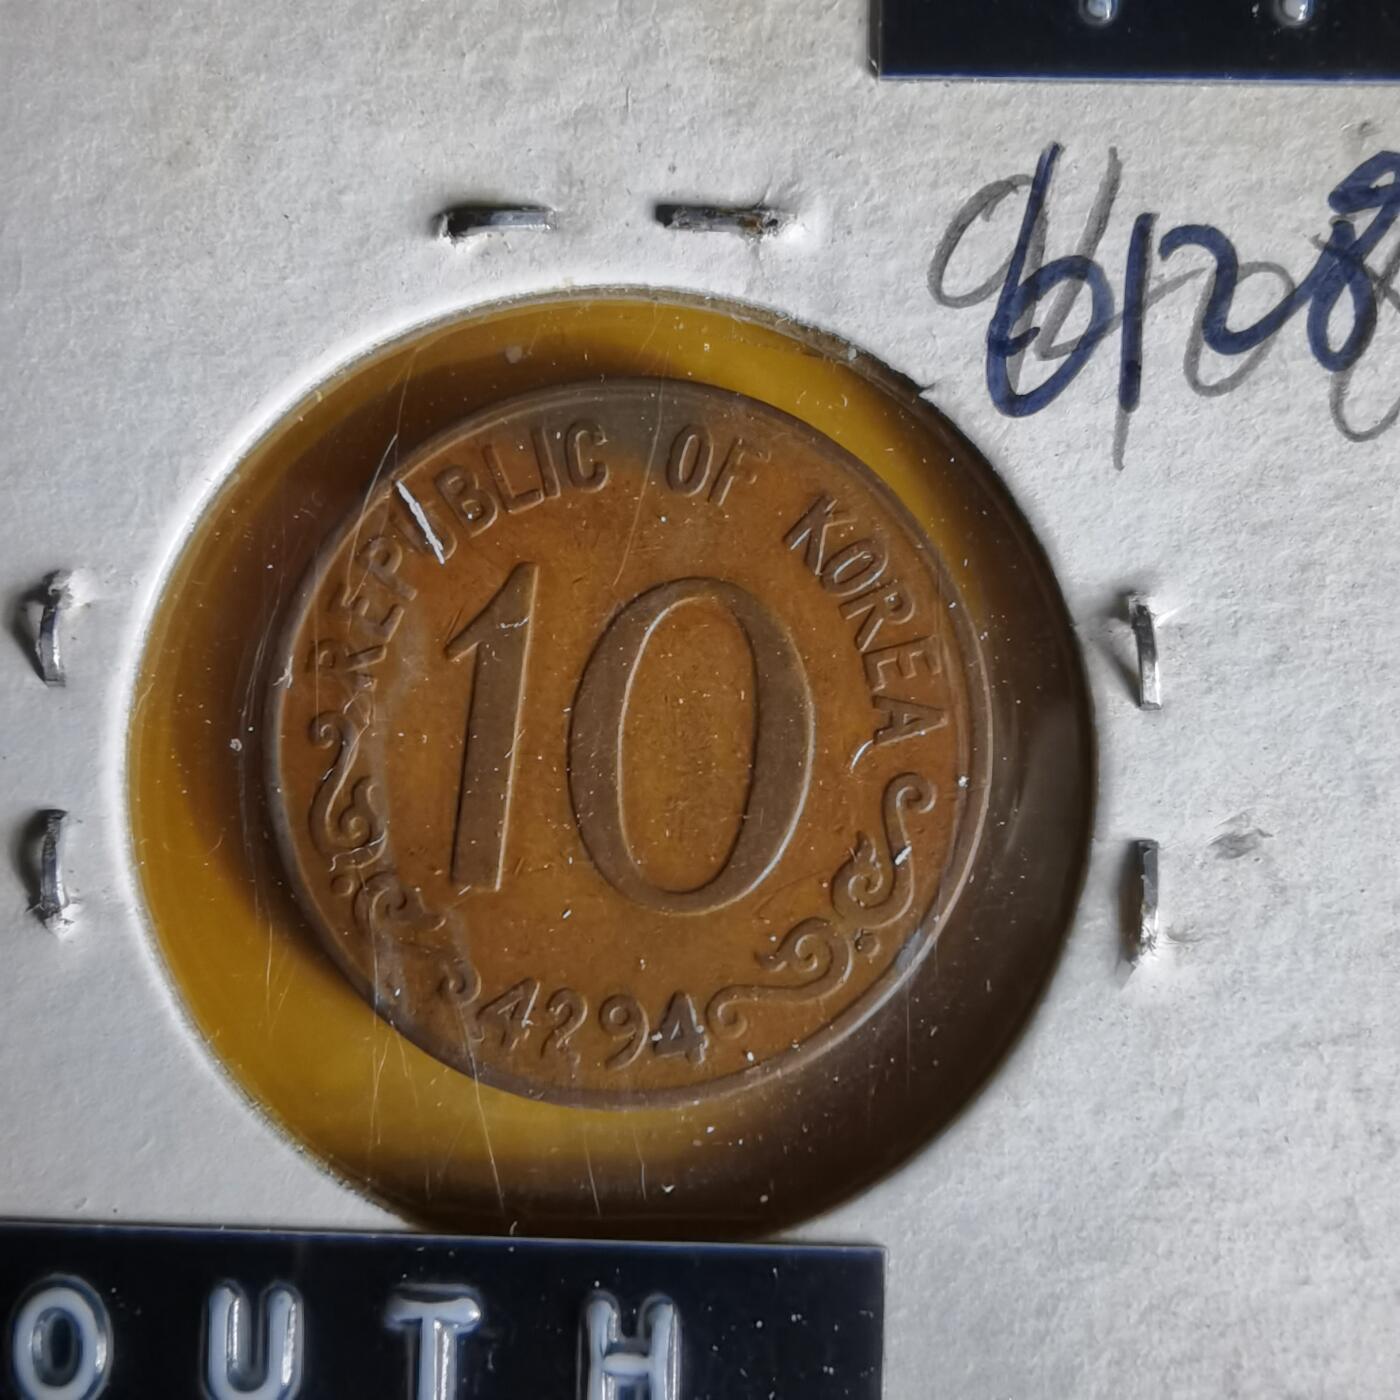 6128
REPUBLIC OF KOREA
10
4294
OUTH